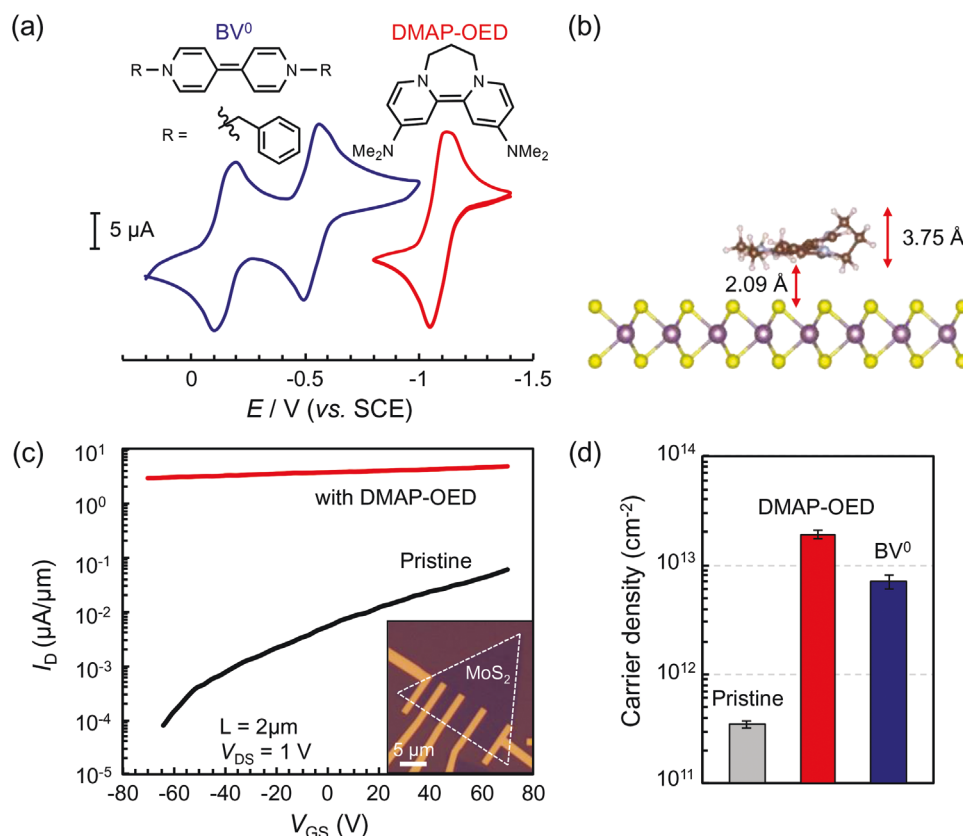 (a)
BV⁰
DMAP-OED
R
N
N
R
R =
N
N
Me₂N
NMe₂
5 µA
0
-0.5
-1
-1.5
E / V (vs. SCE)
(b)
3.75 Å
2.09 Å
(c)
10¹
10⁰
10⁻¹
10⁻²
10⁻³
10⁻⁴
10⁻⁵
I_D (µA/µm)
with DMAP-OED
Pristine
L = 2µm
V_DS = 1 V
MoS₂
5 µm
-80
-60
-40
-20
0
20
40
60
80
V_GS (V)
(d)
10¹⁴
10¹³
10¹²
10¹¹
Carrier density (cm⁻²)
DMAP-OED
BV⁰
Pristine